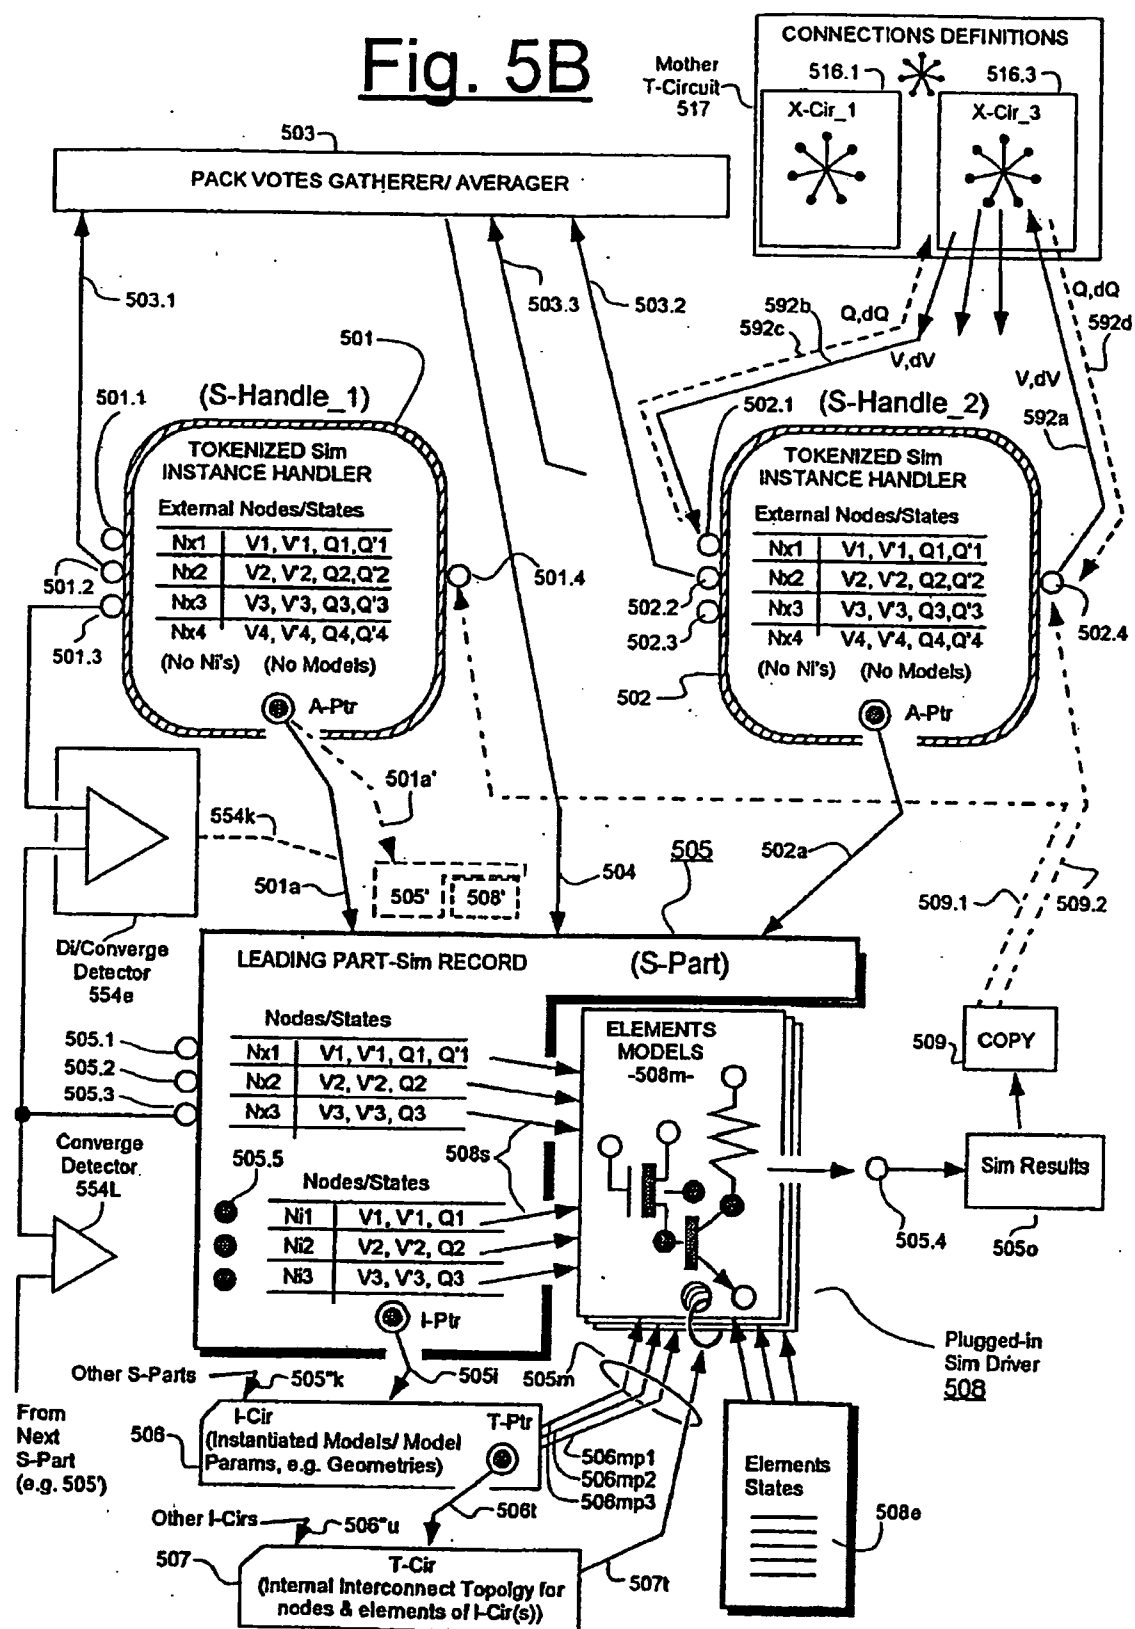 Fig. 5B
CONNECTIONS DEFINITIONS
Mother
T-Circuit
517
516.1
516.3
X-Cir_1
X-Cir_3
503
PACK VOTES GATHERER/ AVERAGER
503.1
503.3
503.2
592b
592c
Q,dQ
V,dV
Q,dQ
592d
V,dV
592a
501
501.1
(S-Handle_1)
TOKENIZED Sim
INSTANCE HANDLER
External Nodes/States
Nx1 V1, V'1, Q1,Q'1
Nx2 V2, V'2, Q2,Q'2
Nx3 V3, V'3, Q3,Q'3
Nx4 V4, V'4, Q4,Q'4
(No Ni's) (No Models)
A-Ptr
501.2
501.3
501.4
502.1
(S-Handle_2)
TOKENIZED Sim
INSTANCE HANDLER
External Nodes/States
Nx1 V1, V'1, Q1,Q'1
Nx2 V2, V'2, Q2,Q'2
Nx3 V3, V'3, Q3,Q'3
Nx4 V4, V'4, Q4,Q'4
(No Ni's) (No Models)
A-Ptr
502.2
502.3
502
502.4
501a'
554k
501a
505'
508'
504
505
502a
509.1
509.2
Di/Converge
Detector
554e
LEADING PART-Sim RECORD
(S-Part)
505.1
505.2
505.3
Nodes/States
Nx1 V1, V'1, Q1, Q'1
Nx2 V2, V'2, Q2
Nx3 V3, V'3, Q3
508s
ELEMENTS
MODELS
-508m-
509
COPY
Converge
Detector
554L
505.5
Nodes/States
Ni1 V1, V'1, Q1
Ni2 V2, V'2, Q2
Ni3 V3, V'3, Q3
I-Ptr
505.4
Sim Results
505o
Plugged-in
Sim Driver
508
Other S-Parts
505"k
505i
505m
From
Next
S-Part
(e.g. 505')
506
I-Cir
(Instantiated Models/ Model
Params, e.g. Geometries)
T-Ptr
506mp1
506mp2
506mp3
506t
Other I-Cirs
506"u
507
T-Cir
(Internal Interconnect Topolgy for
nodes & elements of I-Cir(s))
507t
Elements
States
508e